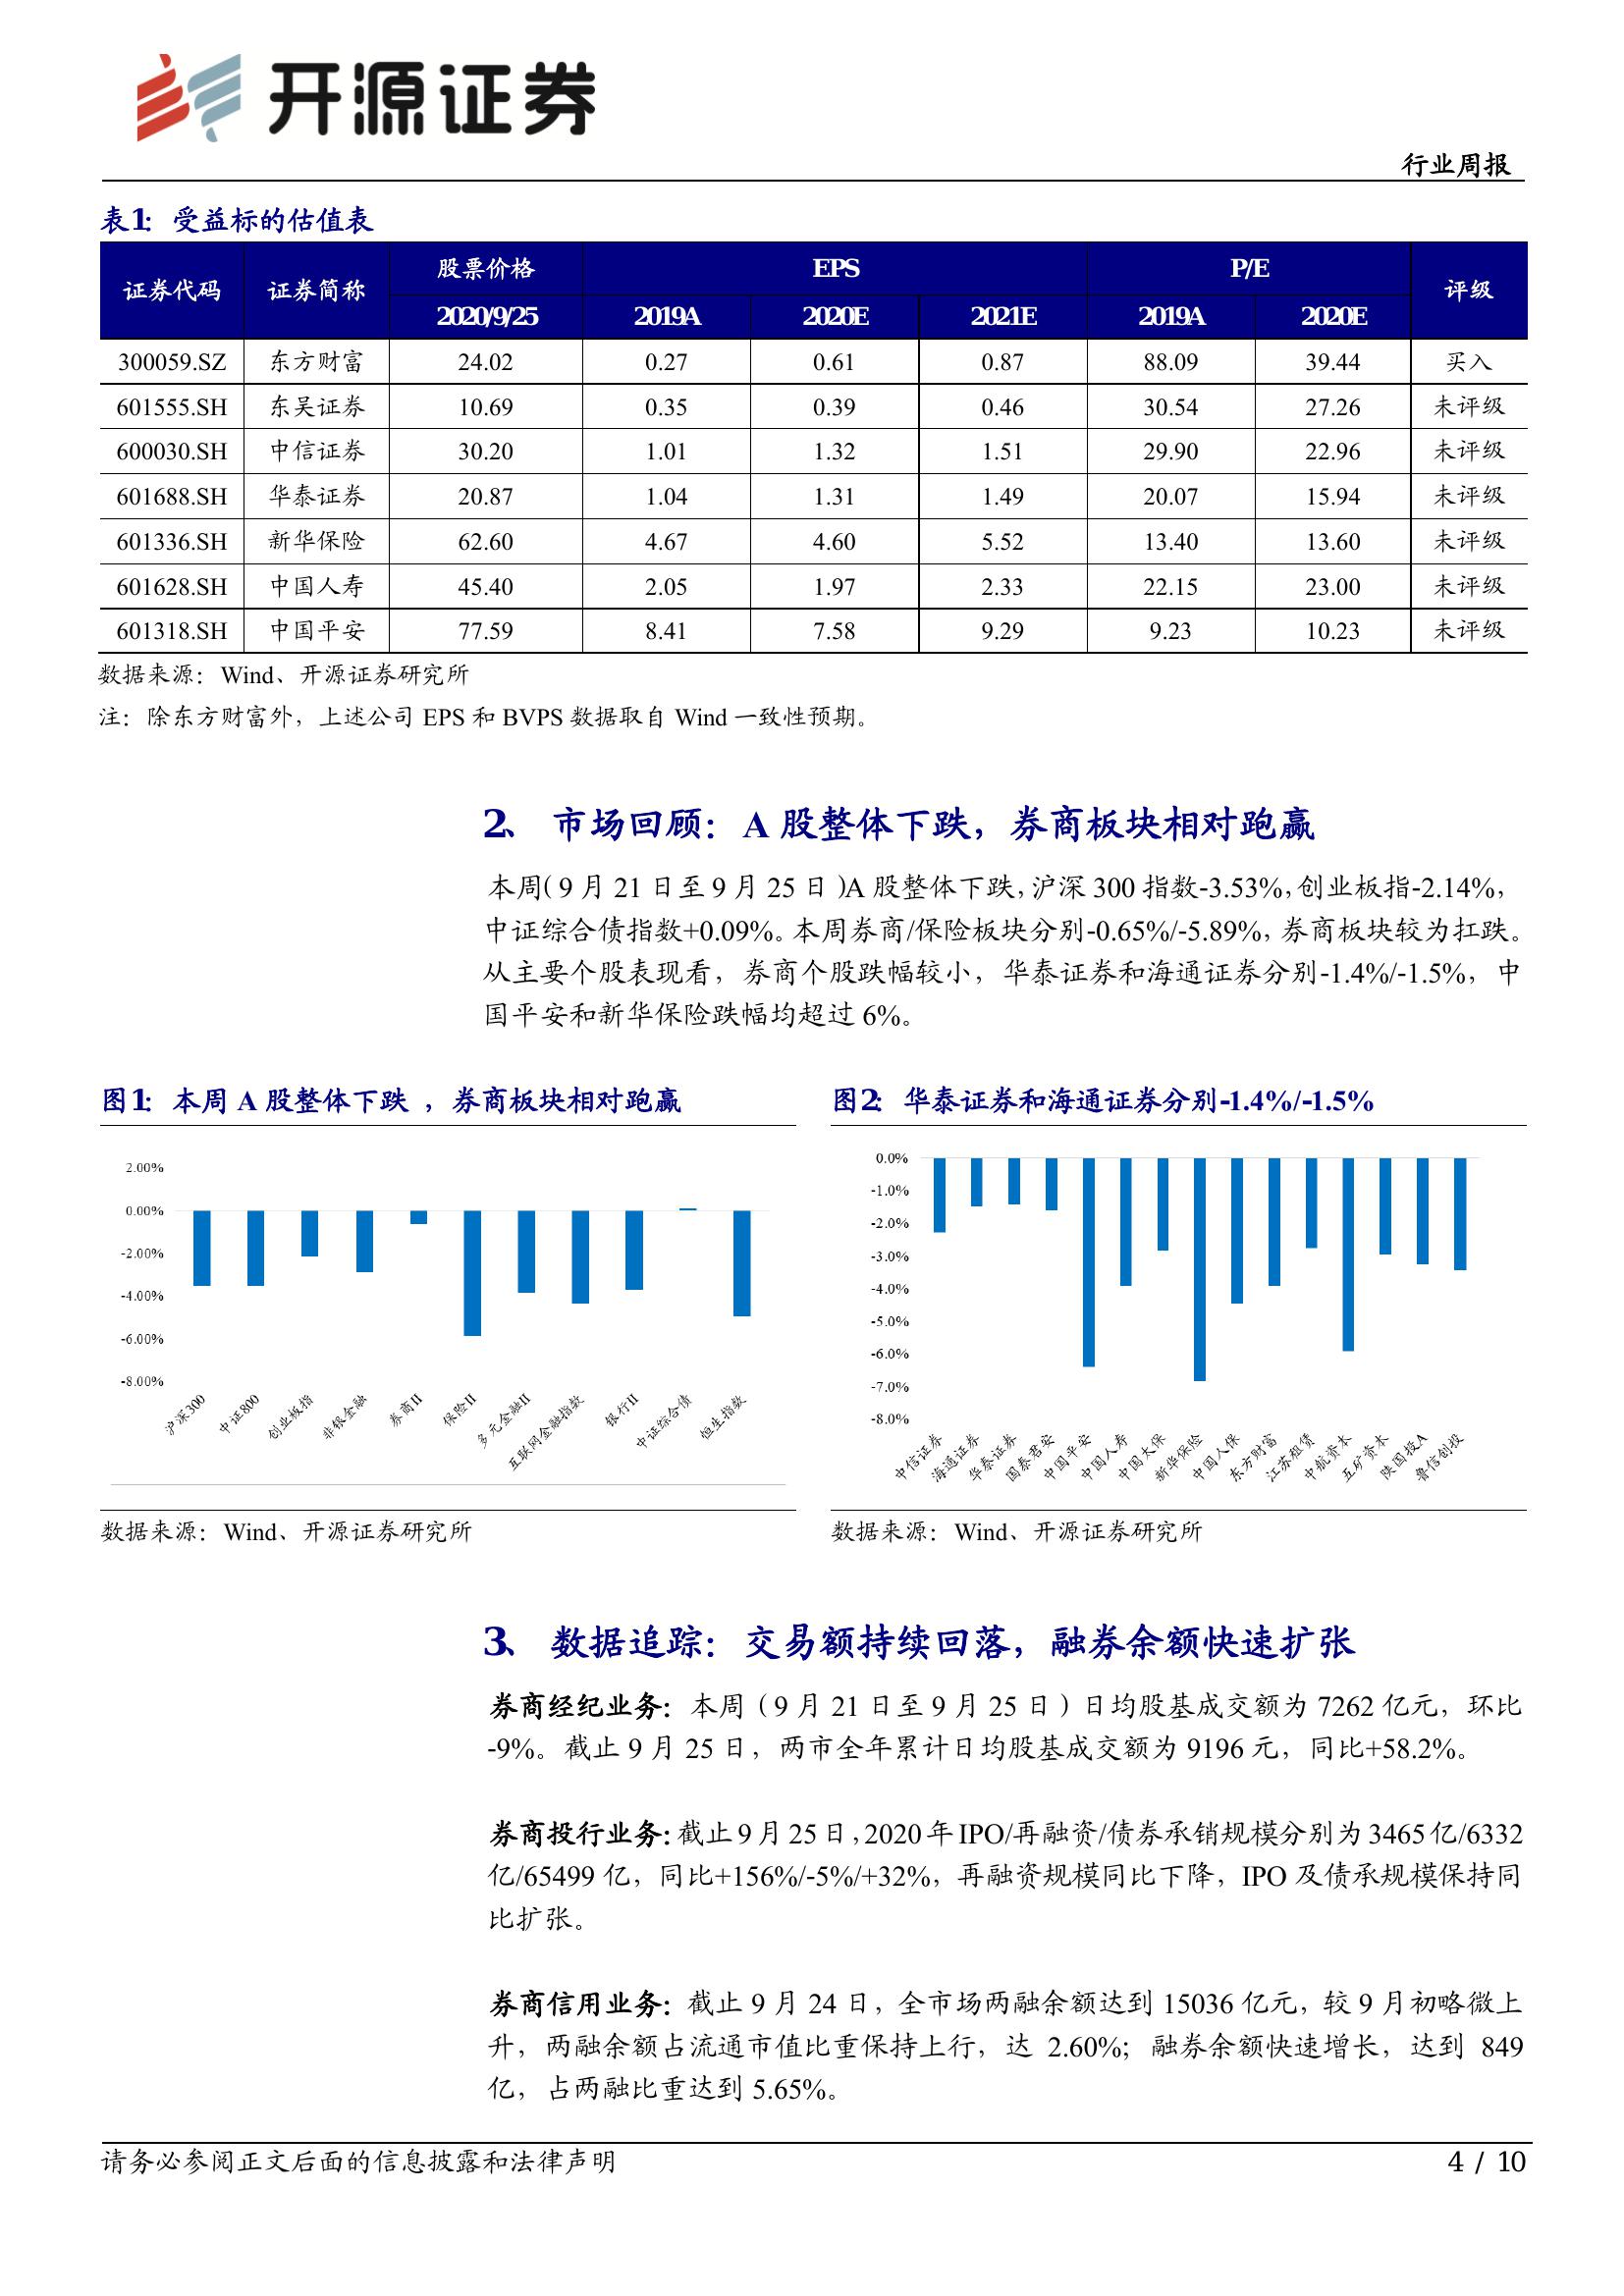 开源证券
行业周报
表1: 受益标的估值表
证券代码 证券简称 股票价格 EPS P/E 评级
2020/9/25 2019A 2020E 2021E 2019A 2020E
300059.SZ 东方财富 24.02 0.27 0.61 0.87 88.09 39.44 买入
601555.SH 东吴证券 10.69 0.35 0.39 0.46 30.54 27.26 未评级
600030.SH 中信证券 30.20 1.01 1.32 1.51 29.90 22.96 未评级
601688.SH 华泰证券 20.87 1.04 1.31 1.49 20.07 15.94 未评级
601336.SH 新华保险 62.60 4.67 4.60 5.52 13.40 13.60 未评级
601628.SH 中国人寿 45.40 2.05 1.97 2.33 22.15 23.00 未评级
601318.SH 中国平安 77.59 8.41 7.58 9.29 9.23 10.23 未评级
数据来源：Wind、开源证券研究所
注：除东方财富外，上述公司 EPS 和 BVPS 数据取自 Wind 一致性预期。
2、 市场回顾：A 股整体下跌，券商板块相对跑赢
本周（9 月 21 日至 9 月 25 日）A 股整体下跌，沪深 300 指数-3.53%，创业板指-2.14%，
中证综合债指数+0.09%。本周券商/保险板块分别-0.65%/-5.89%，券商板块较为扛跌。
从主要个股表现看，券商个股跌幅较小，华泰证券和海通证券分别-1.4%/-1.5%，中
国平安和新华保险跌幅均超过 6%。
图1: 本周 A 股整体下跌 ，券商板块相对跑赢
2.00%
0.00%
-2.00%
-4.00%
-6.00%
-8.00%
沪深300 中证800 创业板指 非银金融 券商II 保险II 多元金融II 互联网金融指数 银行II 中证综合债 恒生指数
数据来源：Wind、开源证券研究所
图2: 华泰证券和海通证券分别-1.4%/-1.5%
0.0%
-1.0%
-2.0%
-3.0%
-4.0%
-5.0%
-6.0%
-7.0%
-8.0%
中信证券 海通证券 华泰证券 国泰君安 中国平安 中国人寿 中国太保 新华保险 中国人保 东方财富 江苏租赁 中航资本 五矿资本 陕国投A 鲁信创投
数据来源：Wind、开源证券研究所
3、 数据追踪：交易额持续回落，融券余额快速扩张
券商经纪业务：本周（9 月 21 日至 9 月 25 日）日均股基成交额为 7262 亿元，环比
-9%。截止 9 月 25 日，两市全年累计日均股基成交额为 9196 元，同比+58.2%。
券商投行业务：截止 9 月 25 日，2020 年 IPO/再融资/债券承销规模分别为 3465 亿/6332
亿/65499 亿，同比+156%/-5%/+32%，再融资规模同比下降，IPO 及债承规模保持同
比扩张。
券商信用业务：截止 9 月 24 日，全市场两融余额达到 15036 亿元，较 9 月初略微上
升，两融余额占流通市值比重保持上行，达 2.60%；融券余额快速增长，达到 849
亿，占两融比重达到 5.65%。
请务必参阅正文后面的信息披露和法律声明
4 / 10